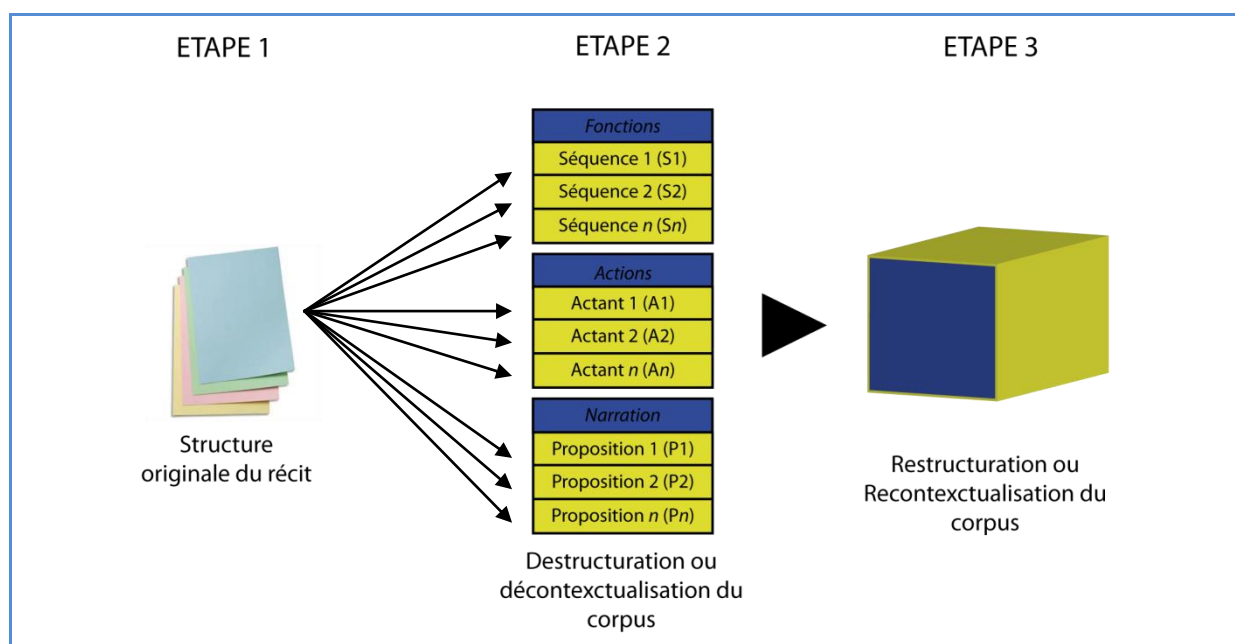 ETAPE 1
ETAPE 2
ETAPE 3
Fonctions
Séquence 1 (S1)
Séquence 2 (S2)
Séquence n (Sn)
Actions
Actant 1 (A1)
Actant 2 (A2)
Actant n (An)
Narration
Proposition 1 (P1)
Proposition 2 (P2)
Proposition n (Pn)
Structure
originale du récit
Destructuration ou
décontexctualisation du
corpus
Restructuration ou
Recontexctualisation du
corpus